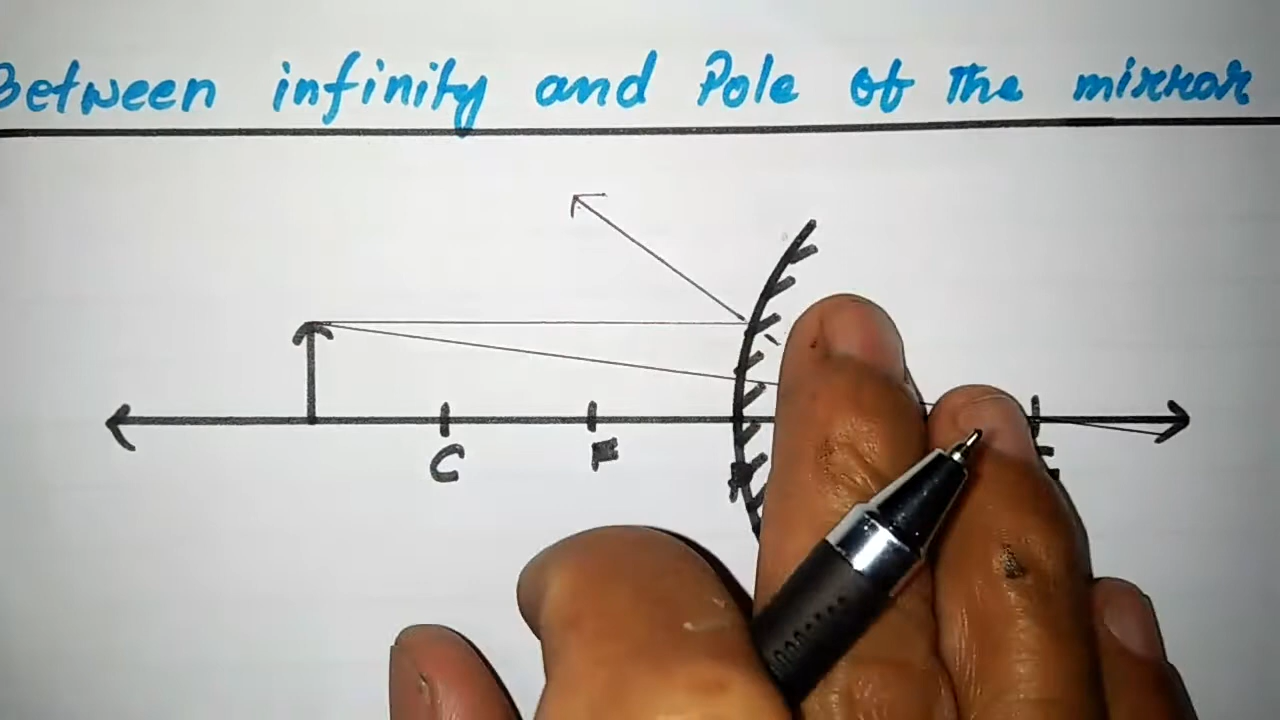 Between infinity and Pole of the mirror
C F